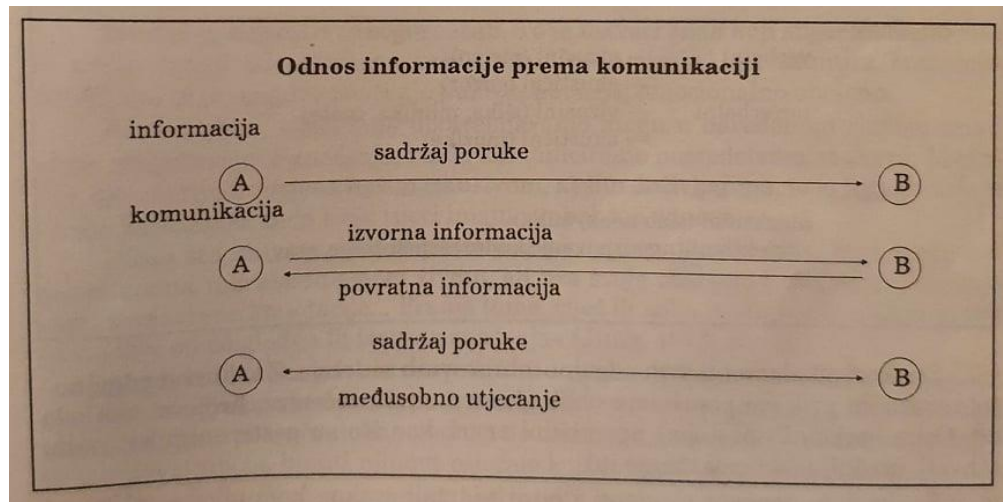 Odnos informacije prema komunikaciji
informacija
sadržaj poruke
A B
komunikacija
izvorna informacija
A B
povratna informacija
sadržaj poruke
A B
međusobno utjecanje